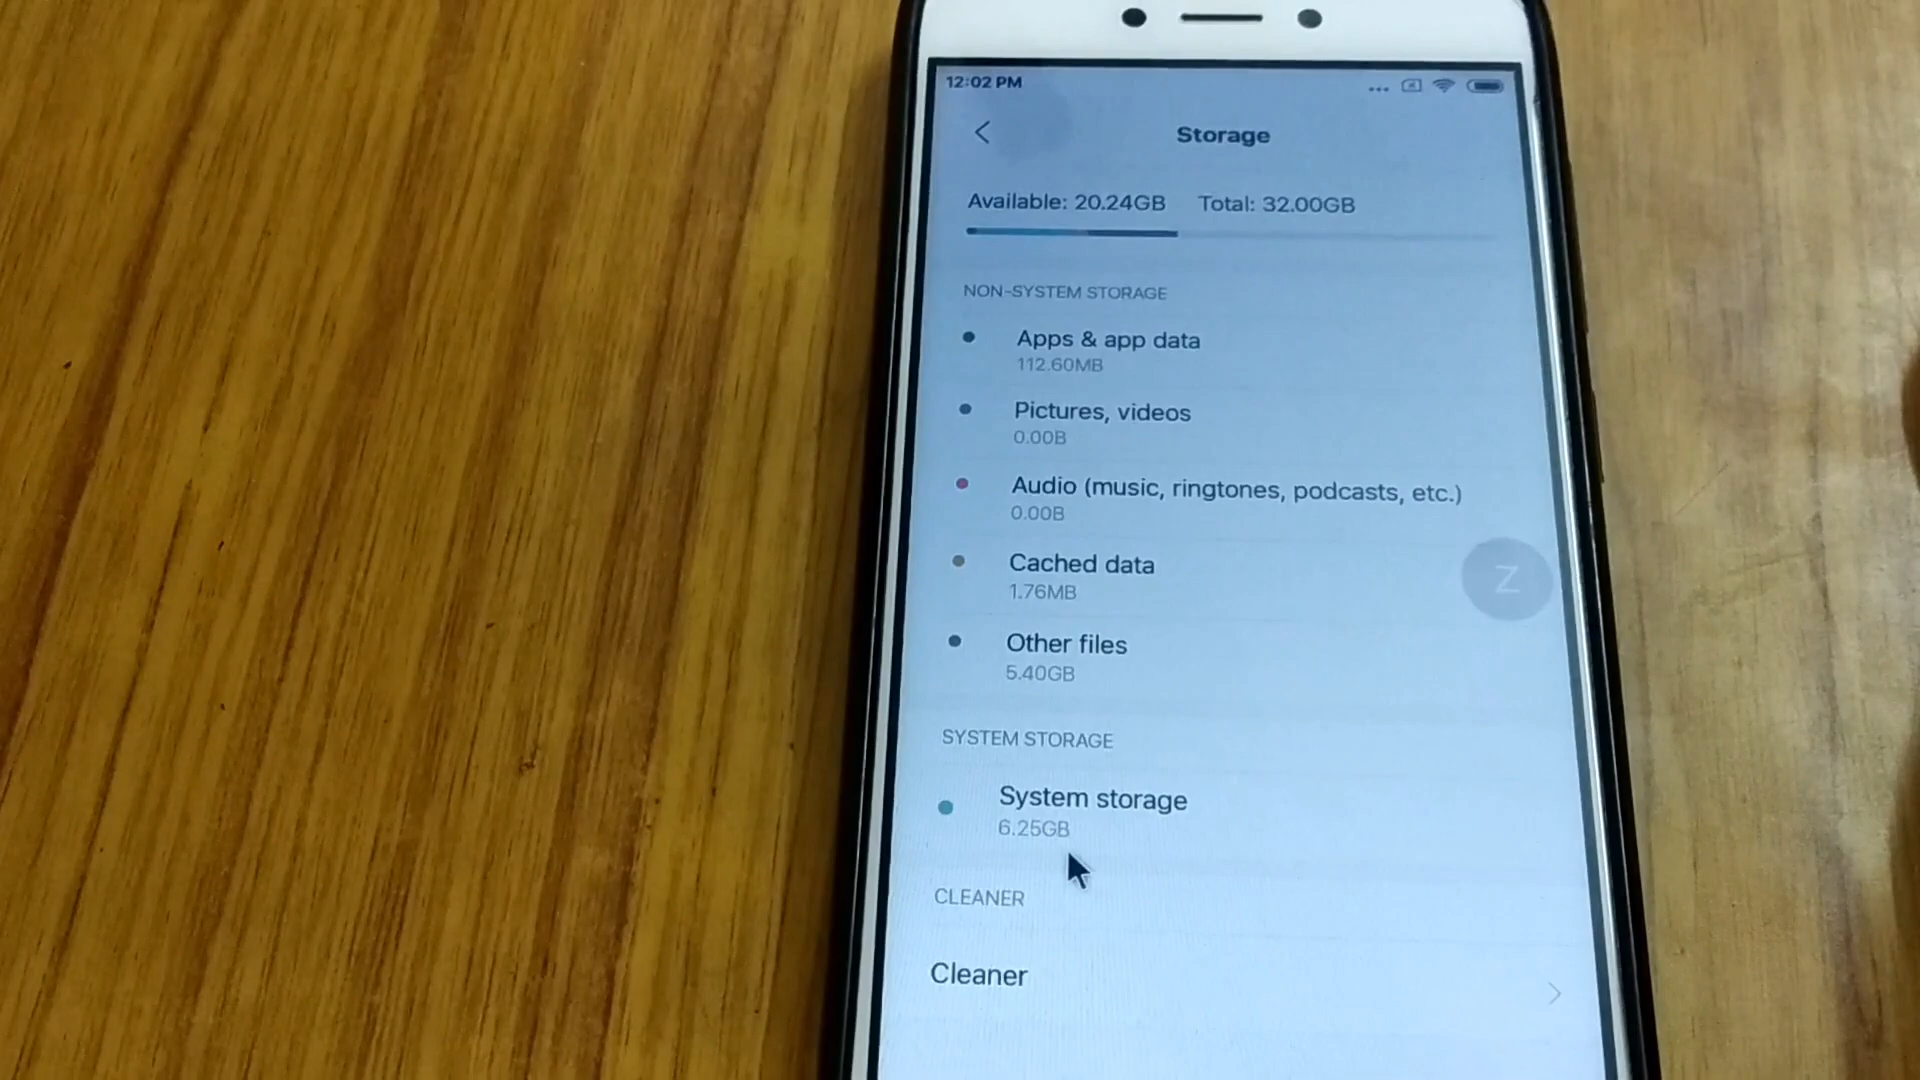 12:02 PM
Storage
Available: 20.24GB Total: 32.00GB
NON-SYSTEM STORAGE
Apps & app data
112.60MB
Pictures, videos
0.00B
Audio (music, ringtones, podcasts, etc.)
0.00B
Cached data
1.76MB
Z
Other files
5.40GB
SYSTEM STORAGE
System storage
6.25GB
CLEANER
Cleaner